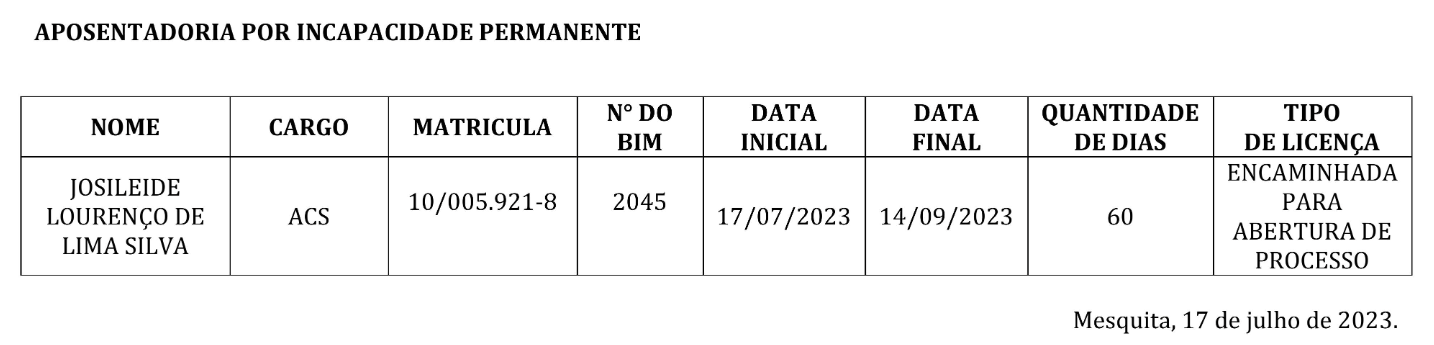 APOSENTADORIA POR INCAPACIDADE PERMANENTE
NOME CARGO MATRICULA N° DO BIM DATA INICIAL DATA FINAL QUANTIDADE DE DIAS TIPO DE LICENÇA
JOSILEIDE LOURENÇO DE LIMA SILVA ACS 10/005.921-8 2045 17/07/2023 14/09/2023 60 ENCAMINHADA PARA ABERTURA DE PROCESSO
Mesquita, 17 de julho de 2023.